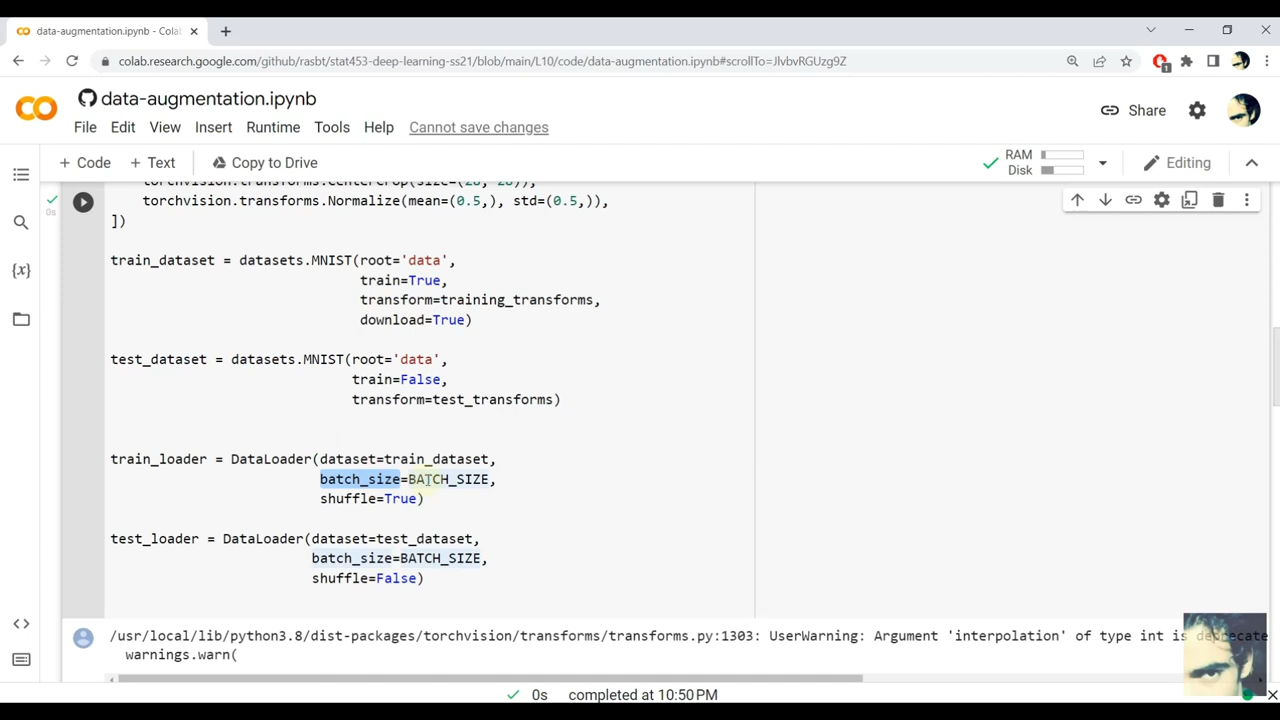 data-augmentation.ipynb - Colab
colab.research.google.com/github/rasbt/stat453-deep-learning-ss21/blob/main/L10/code/data-augmentation.ipynb#scrollTo=JlvbvRGUzg9Z
1
CO
data-augmentation.ipynb
Share
File Edit View Insert Runtime Tools Help Cannot save changes
+ Code + Text Copy to Drive
RAM
Disk
Editing
torchvision.transforms.CenterCrop(size=(28, 28)),
0s
torchvision.transforms.Normalize(mean=(0.5,), std=(0.5,)),
])
train_dataset = datasets.MNIST(root='data',
train=True,
transform=training_transforms,
download=True)
test_dataset = datasets.MNIST(root='data',
train=False,
transform=test_transforms)
train_loader = DataLoader(dataset=train_dataset,
batch_size=BATCH_SIZE,
shuffle=True)
test_loader = DataLoader(dataset=test_dataset,
batch_size=BATCH_SIZE,
shuffle=False)
/usr/local/lib/python3.8/dist-packages/torchvision/transforms/transforms.py:1303: UserWarning: Argument 'interpolation' of type int is deprecate
warnings.warn(
0s completed at 10:50 PM